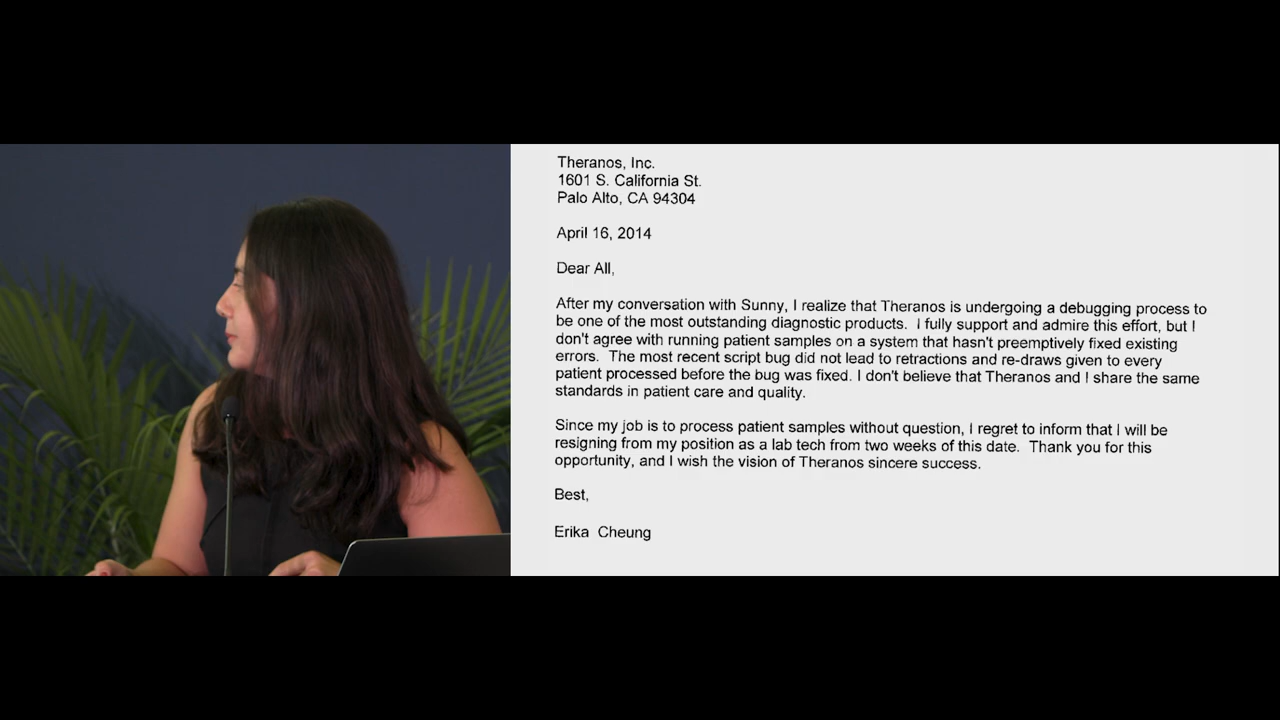 Theranos, Inc.
1601 S. California St.
Palo Alto, CA 94304
April 16, 2014
Dear All,
After my conversation with Sunny, I realize that Theranos is undergoing a debugging process to
be one of the most outstanding diagnostic products.  I fully support and admire this effort, but I
don't agree with running patient samples on a system that hasn't preemptively fixed existing
errors.  The most recent script bug did not lead to retractions and re-draws given to every
patient processed before the bug was fixed. I don't believe that Theranos and I share the same
standards in patient care and quality.
Since my job is to process patient samples without question, I regret to inform that I will be
resigning from my position as a lab tech from two weeks of this date.  Thank you for this
opportunity, and I wish the vision of Theranos sincere success.
Best,
Erika  Cheung